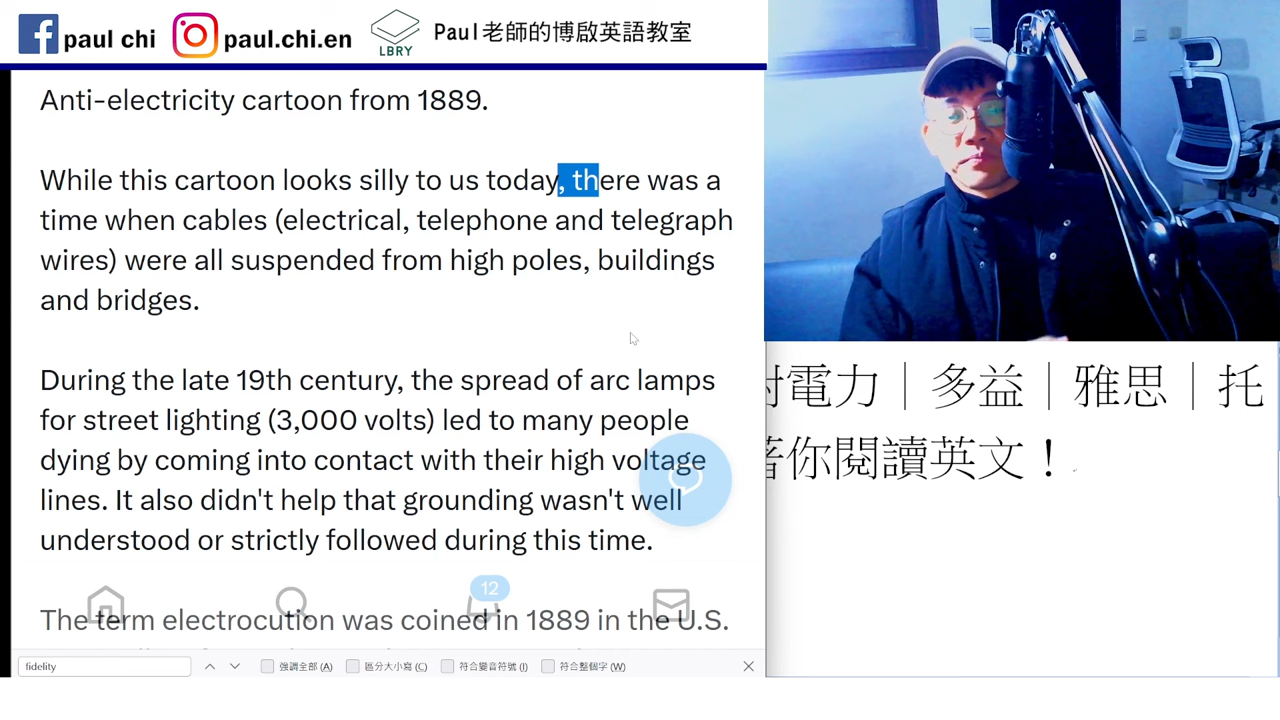 paul chi
paul.chi.en
LBRY
Paul老師的博啟英語教室
Anti-electricity cartoon from 1889.
While this cartoon looks silly to us today, there was a
time when cables (electrical, telephone and telegraph
wires) were all suspended from high poles, buildings
and bridges.
During the late 19th century, the spread of arc lamps
for street lighting (3,000 volts) led to many people
dying by coming into contact with their high voltage
lines. It also didn't help that grounding wasn't well
understood or strictly followed during this time.
12
The term electrocution was coined in 1889 in the U.S.
fidelity
強調全部 (A)
區分大小寫 (C)
符合變音符號 (I)
符合整個字 (W)
電力｜多益｜雅思｜托
你閱讀英文！